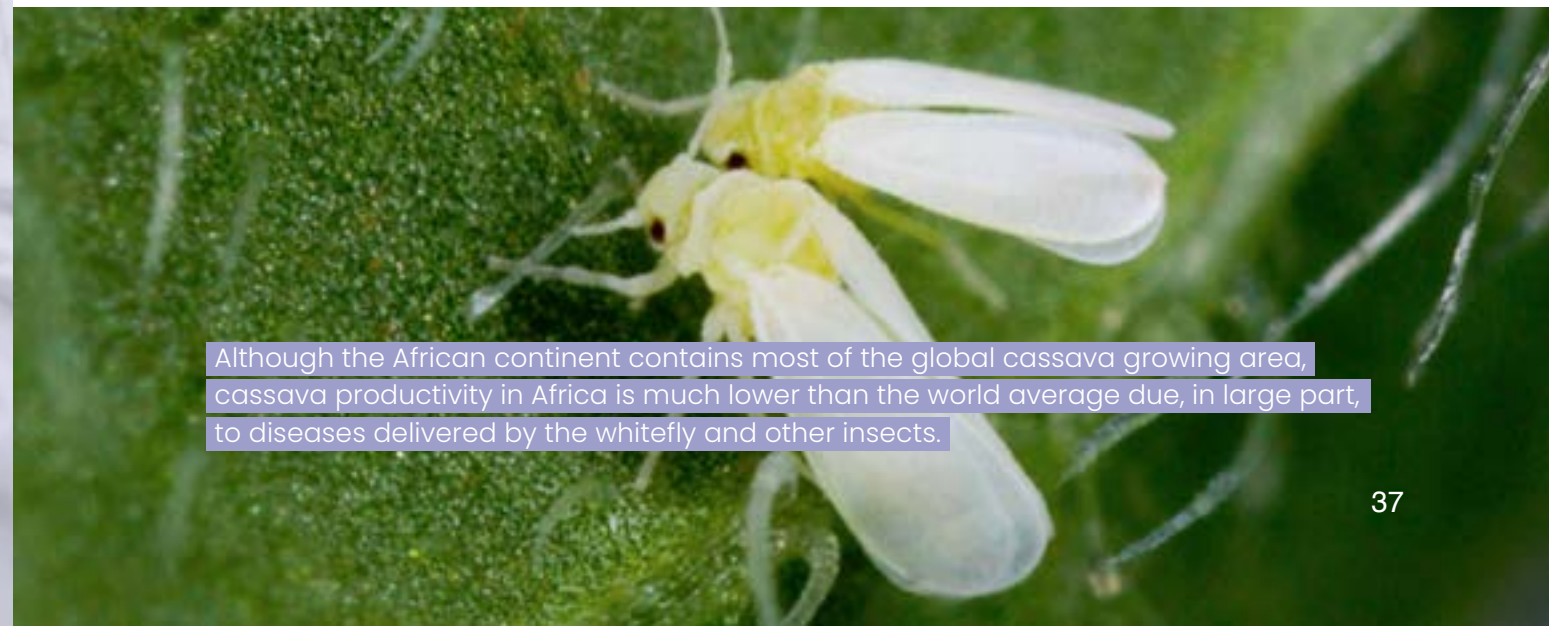 Although the African continent contains most of the global cassava growing area,
cassava productivity in Africa is much lower than the world average due, in large part,
to diseases delivered by the whitefly and other insects.
37